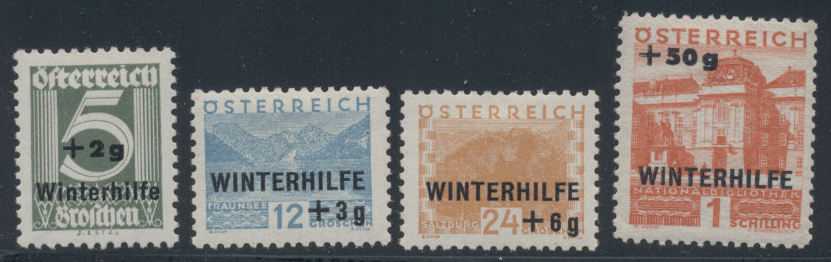 Österreich
5
+2g
Winterhilfe
Groschen
ÖSTERREICH
WINTERHILFE
TRAUNSEE
12 +3g
GROSCHEN
ÖSTERREICH
WINTERHILFE
SALZBURG
24 +6g
GROSCHEN
ÖSTERREICH
+50g
WINTERHILFE
NATIONALBIBLIOTHEK
1
SCHILLING